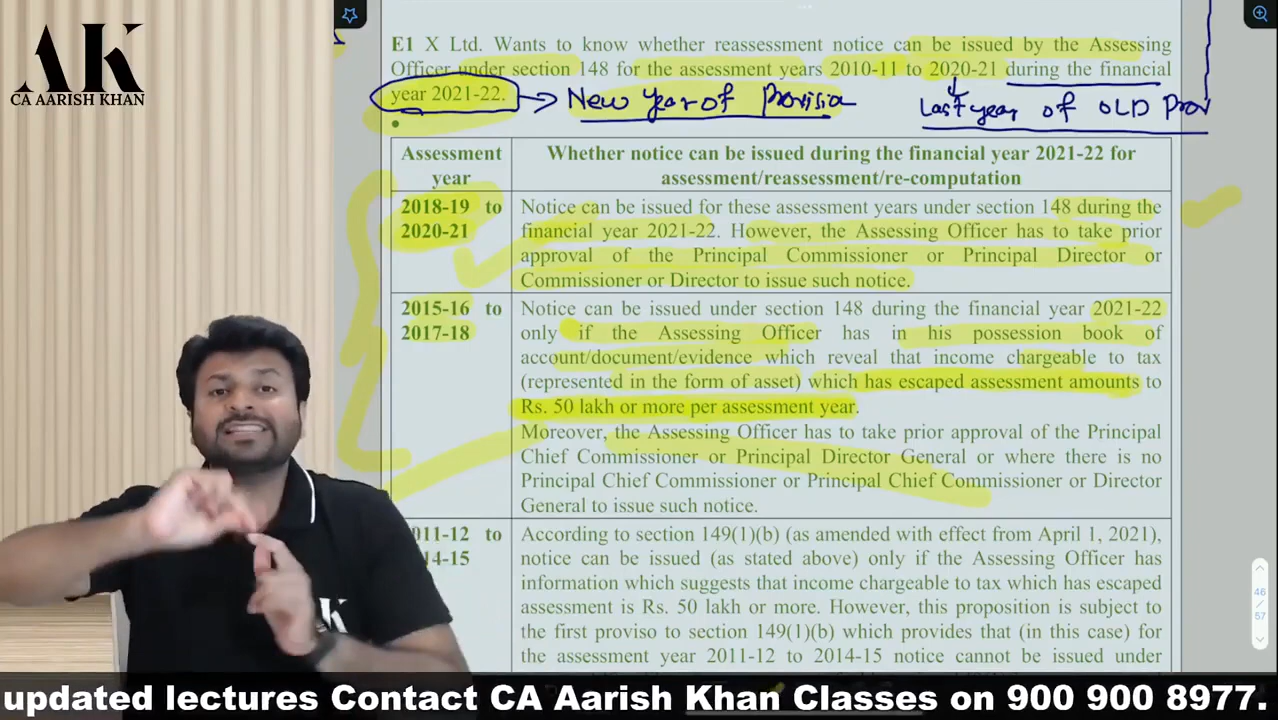 AK
CA AARISH KHAN
E1 X Ltd. Wants to know whether reassessment notice can be issued by the Assessing
Officer under section 148 for the assessment years 2010-11 to 2020-21 during the financial
year 2021-22.
New year of Provision
Last year of OLD Prov
Assessment
year
Whether notice can be issued during the financial year 2021-22 for
assessment/reassessment/re-computation
2018-19 to
2020-21
Notice can be issued for these assessment years under section 148 during the
financial year 2021-22. However, the Assessing Officer has to take prior
approval of the Principal Commissioner or Principal Director or
Commissioner or Director to issue such notice.
2015-16 to
2017-18
Notice can be issued under section 148 during the financial year 2021-22
only if the Assessing Officer has in his possession book of
account/document/evidence which reveal that income chargeable to tax
(represented in the form of asset) which has escaped assessment amounts to
Rs. 50 lakh or more per assessment year.
Moreover, the Assessing Officer has to take prior approval of the Principal
Chief Commissioner or Principal Director General or where there is no
Principal Chief Commissioner or Principal Chief Commissioner or Director
General to issue such notice.
011-12 to
14-15
According to section 149(1)(b) (as amended with effect from April 1, 2021),
notice can be issued (as stated above) only if the Assessing Officer has
information which suggests that income chargeable to tax which has escaped
assessment is Rs. 50 lakh or more. However, this proposition is subject to
the first proviso to section 149(1)(b) which provides that (in this case) for
the assessment year 2011-12 to 2014-15 notice cannot be issued under
46
/
57
K
updated lectures Contact CA Aarish Khan Classes on 900 900 8977.